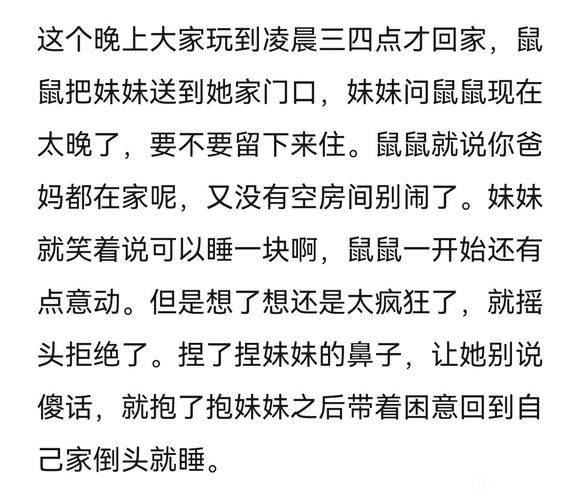 这个晚上大家玩到凌晨三四点才回家，鼠
鼠把妹妹送到她家门口，妹妹问鼠鼠现在
太晚了，要不要留下来住。鼠鼠就说你爸
妈都在家呢，又没有空房间别闹了。妹妹
就笑着说可以睡一块啊，鼠鼠一开始还有
点意动。但是想了想还是太疯狂了，就摇
头拒绝了。捏了捏妹妹的鼻子，让她别说
傻话，就抱了抱妹妹之后带着困意回到自
己家倒头就睡。